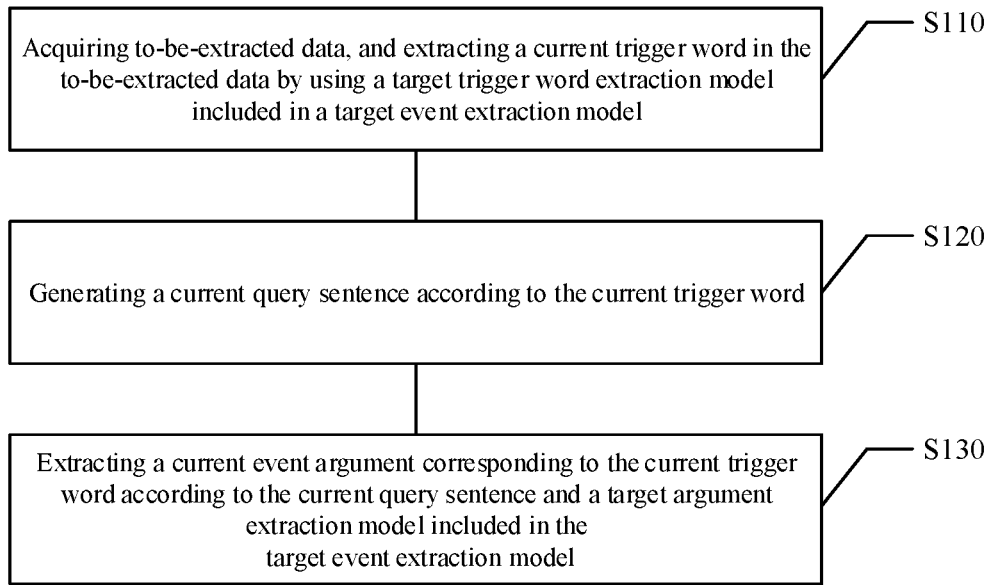 S110
Acquiring to-be-extracted data, and extracting a current trigger word in the
to-be-extracted data by using a target trigger word extraction model
included in a target event extraction model
S120
Generating a current query sentence according to the current trigger word
S130
Extracting a current event argument corresponding to the current trigger
word according to the current query sentence and a target argument
extraction model included in the
target event extraction model